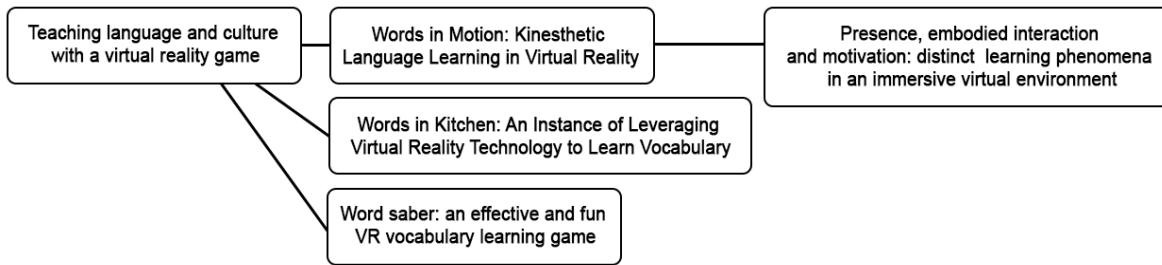 Teaching language and culture
with a virtual reality game
Words in Motion: Kinesthetic
Language Learning in Virtual Reality
Presence, embodied interaction
and motivation: distinct learning phenomena
in an immersive virtual environment
Words in Kitchen: An Instance of Leveraging
Virtual Reality Technology to Learn Vocabulary
Word saber: an effective and fun
VR vocabulary learning game